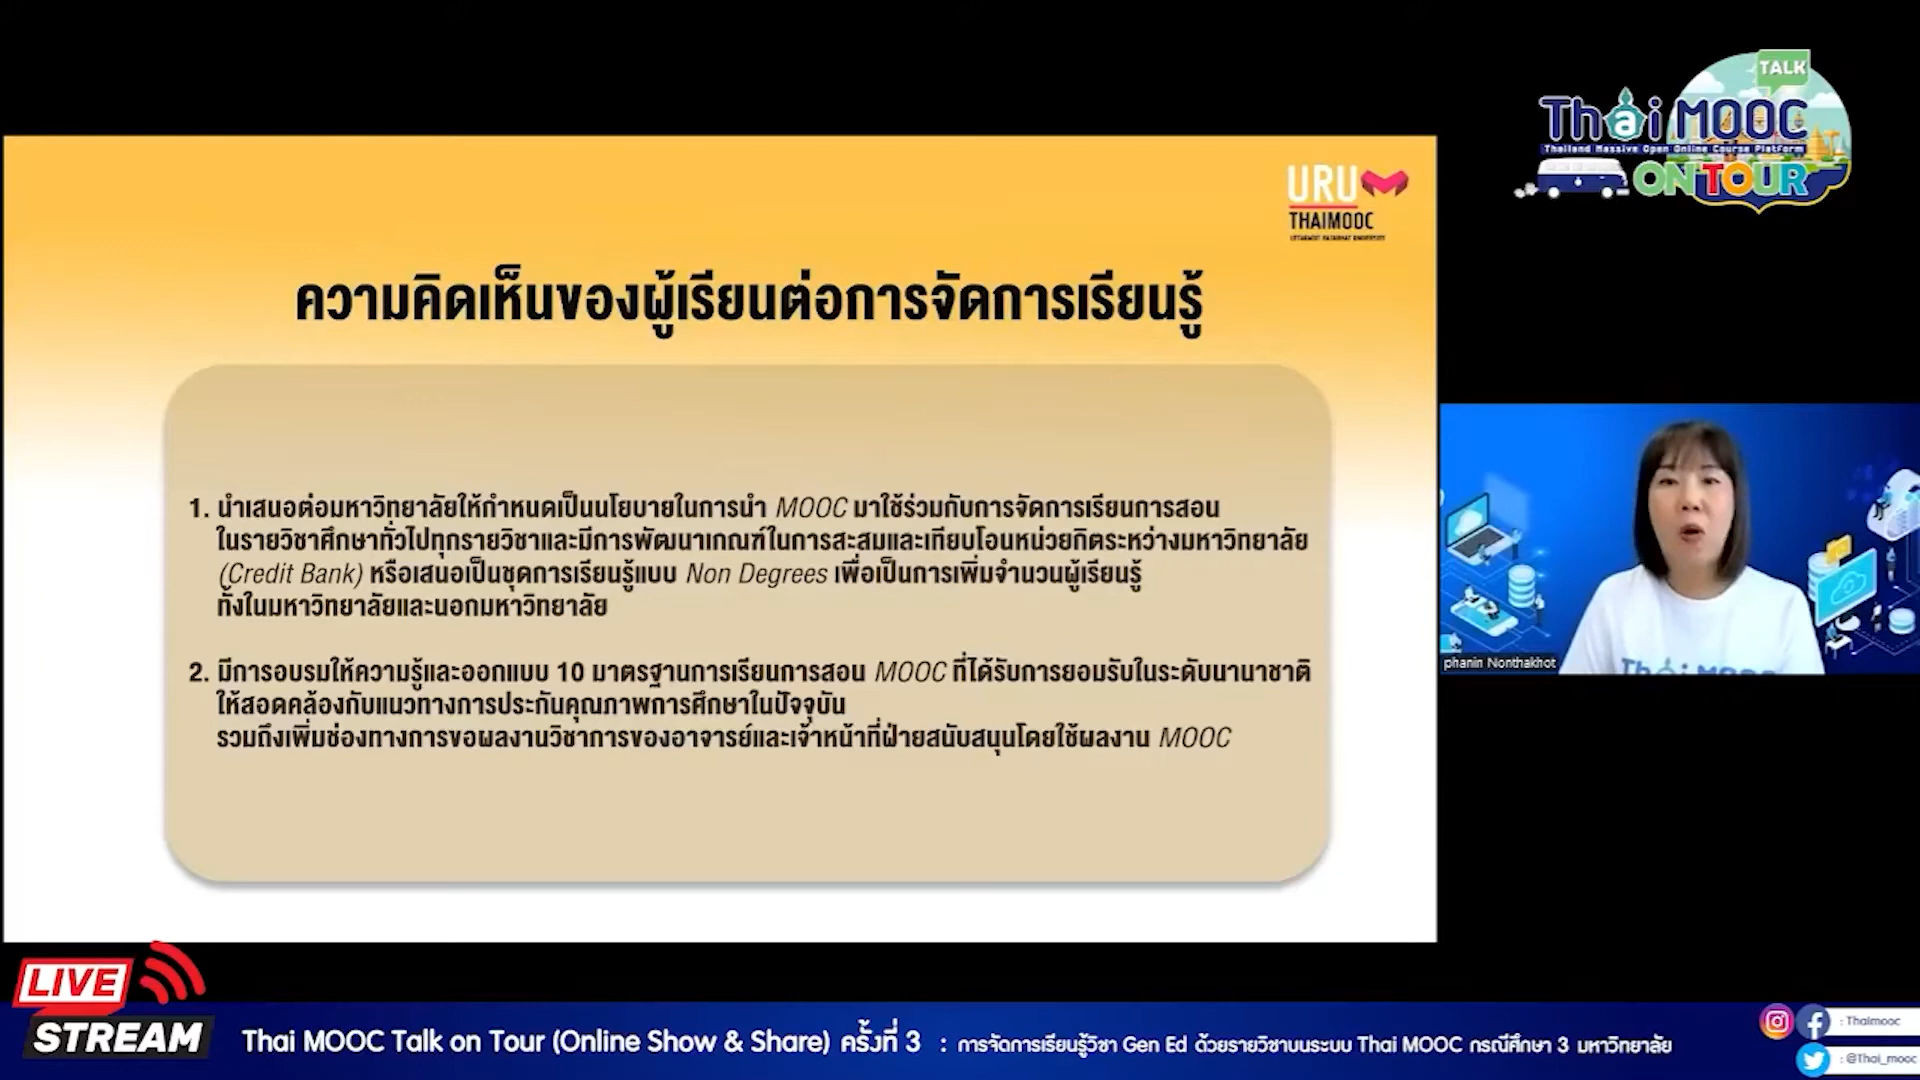 TALK
Thai MOOC
Thailand Massive Open Online Course Platform
ON TOUR
URU
THAIMOOC
UTTARADIT RAJABHAT UNIVERSITY
ความคิดเห็นของผู้เรียนต่อการจัดการเรียนรู้
1. นำเสนอต่อมหาวิทยาลัยให้กำหนดเป็นนโยบายในการนำ MOOC มาใช้ร่วมกับการจัดการเรียนการสอน
ในรายวิชาศึกษาทั่วไปทุกรายวิชาและมีการพัฒนาเกณฑ์ในการสะสมและเทียบโอนหน่วยกิตระหว่างมหาวิทยาลัย
(Credit Bank) หรือเสนอเป็นชุดการเรียนรู้แบบ Non Degrees เพื่อเป็นการเพิ่มจำนวนผู้เรียนรู้
ทั้งในมหาวิทยาลัยและนอกมหาวิทยาลัย
2. มีการอบรมให้ความรู้และออกแบบ 10 มาตรฐานการเรียนการสอน MOOC ที่ได้รับการยอมรับในระดับนานาชาติ
ให้สอดคล้องกับแนวทางการประกันคุณภาพการศึกษาในปัจจุบัน
รวมถึงเพิ่มช่องทางการขอผลงานวิชาการของอาจารย์และเจ้าหน้าที่ฝ่ายสนับสนุนโดยใช้ผลงาน MOOC
phanin Nonthakhot
Thai MOOC
LIVE
STREAM
Thai MOOC Talk on Tour (Online Show & Share) ครั้งที่ 3 : การจัดการเรียนรู้วิชา Gen Ed ด้วยรายวิชาบนระบบ Thai MOOC กรณีศึกษา 3 มหาวิทยาลัย
: Thaimooc
: @Thai_mooc